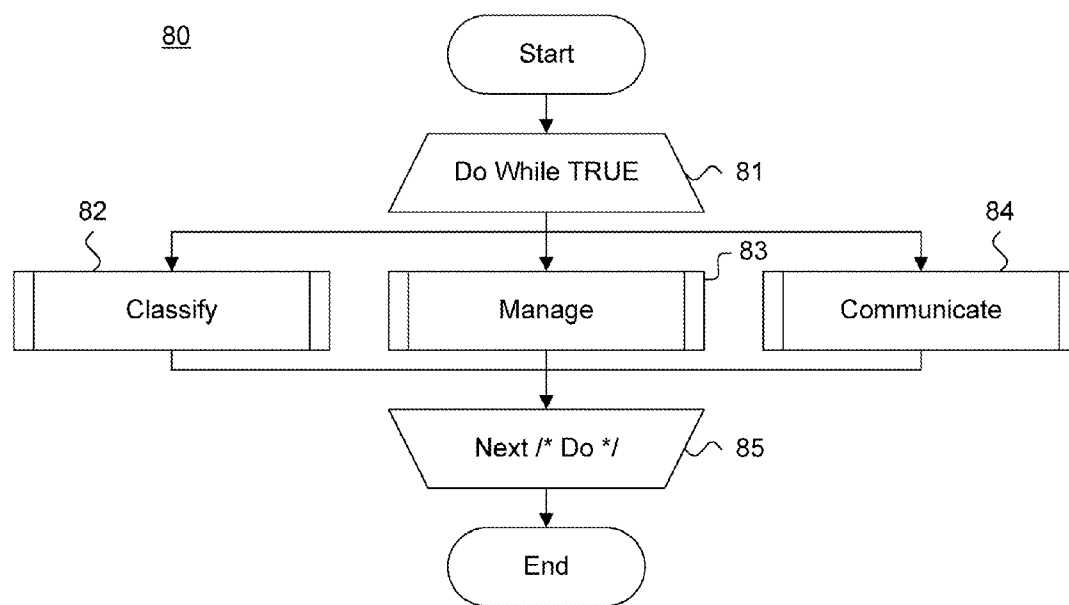 80
Start
Do While TRUE
81
82
84
83
Classify
Manage
Communicate
Next /* Do */
85
End